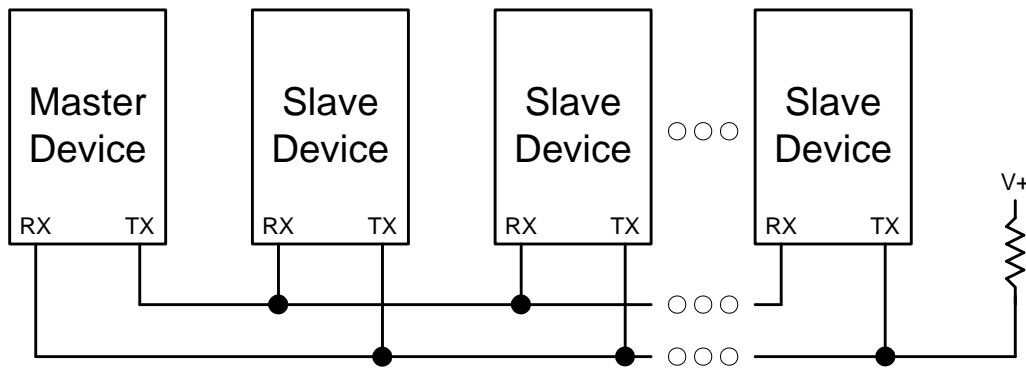 Master
Device
Slave
Device
Slave
Device
Slave
Device
V+
RX TX
RX TX
RX TX
RX TX